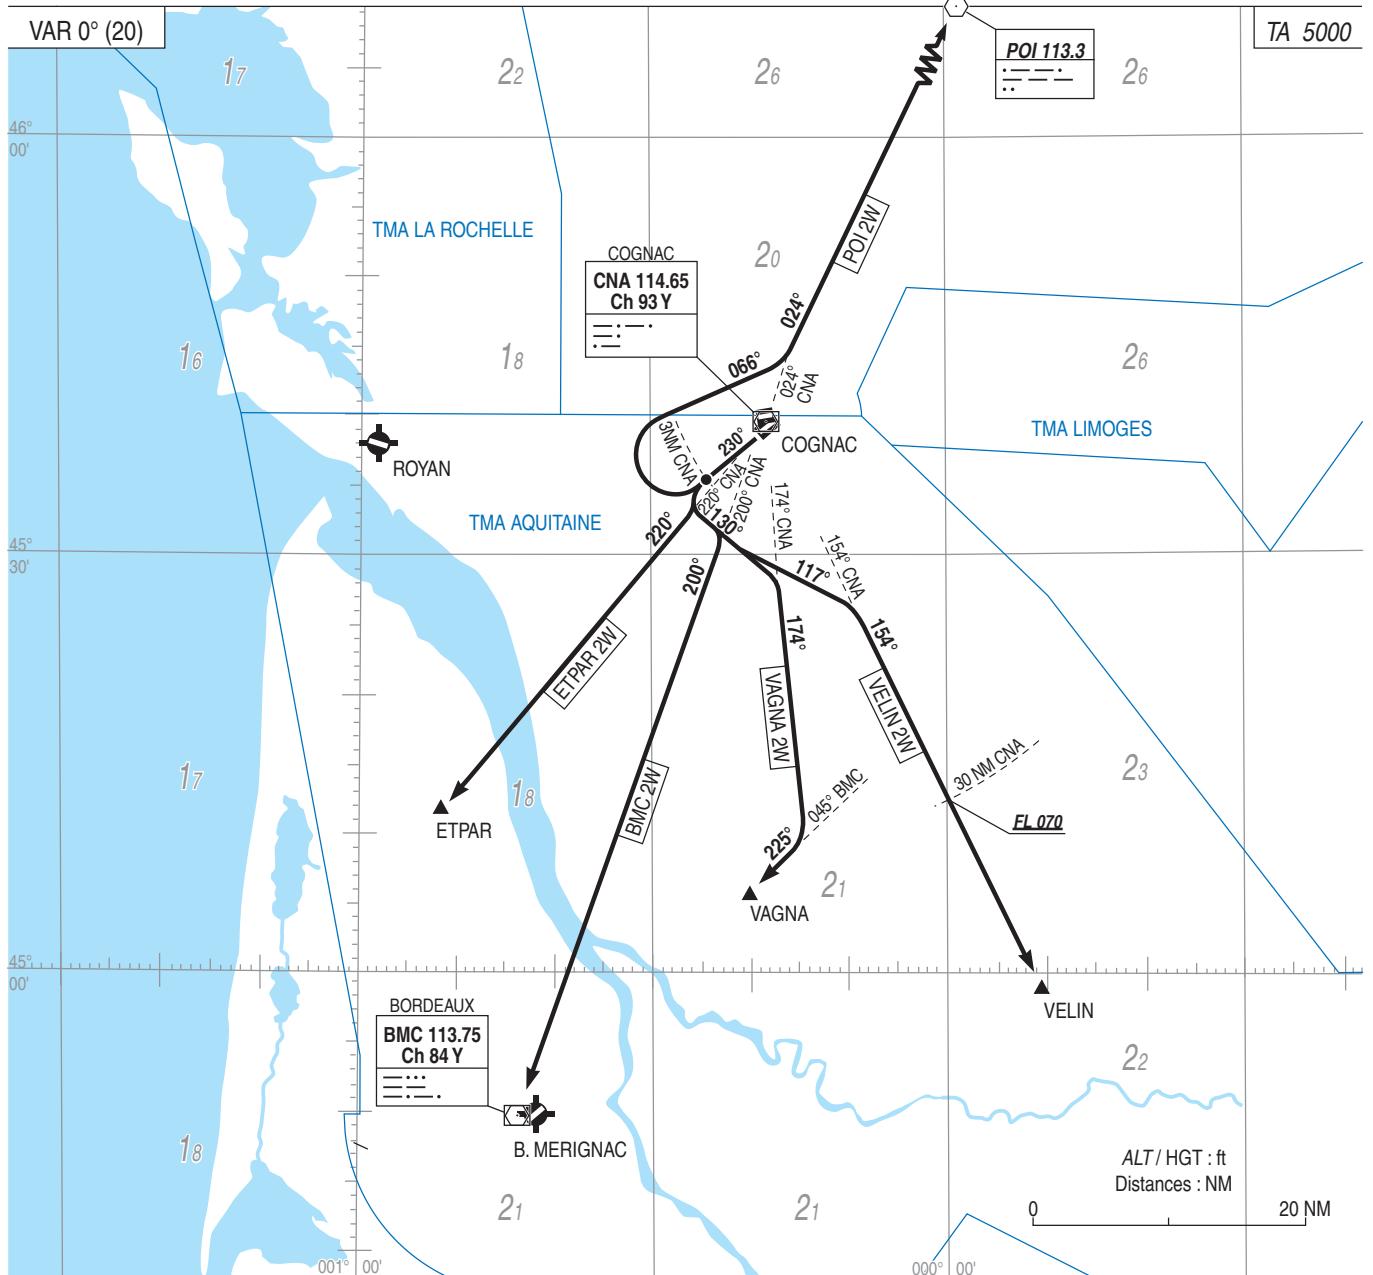 VAR 0° (20)
TA 5000
POI 113.3
17
22
26
26
46°
00'
TMA LA ROCHELLE
POI 2W
20
COGNAC
CNA 114.65
Ch 93 Y
024°
16
18
066°
024°
CNA
26
3NM CNA
230°
COGNAC
TMA LIMOGES
ROYAN
220° CNA
200° CNA
174° CNA
TMA AQUITAINE
220°
130°
154° CNA
45°
30'
200°
117°
174°
154°
ETPAR 2W
VAGNA 2W
VELIN 2W
17
18
BMC 2W
045° BMC
30 NM CNA
23
ETPAR
FL 070
225°
21
VAGNA
45°
00'
BORDEAUX
BMC 113.75
Ch 84 Y
VELIN
22
B. MERIGNAC
18
ALT / HGT : ft
Distances : NM
21
21
0
20 NM
001° 00'
000° 00'